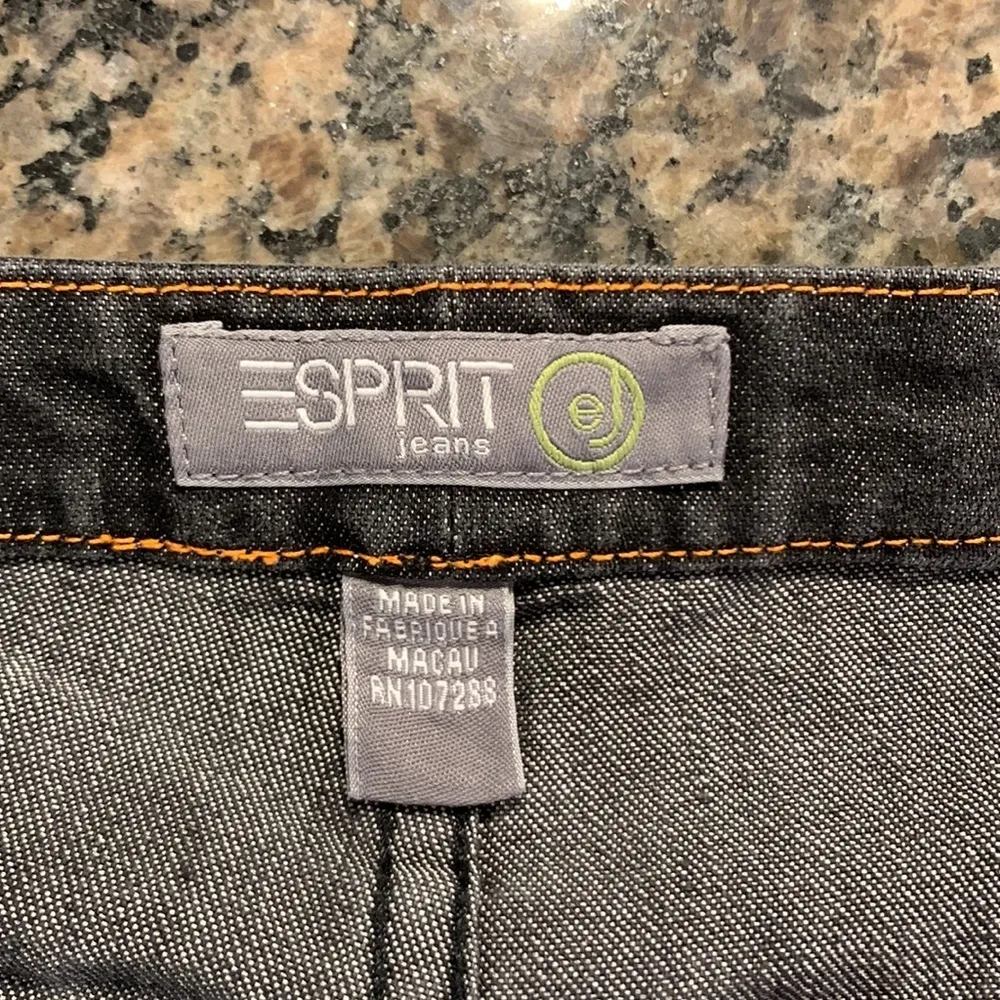 ESPRIT
jeans
ej
MADE IN
FABRIQUE A
MACAU
RN107288